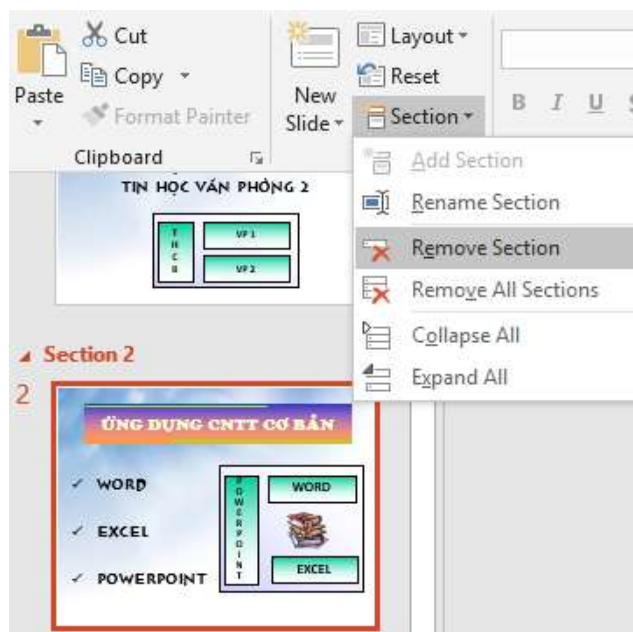 Cut
Copy
Format Painter
Paste
Clipboard
New
Slide
Layout
Reset
Section
B I U S
Add Section
Rename Section
Remove Section
Remove All Sections
Collapse All
Expand All
TIN HỌC VĂN PHÒNG 2
THCB
VP 1
VP 2
Section 2
2
ỨNG DỤNG CNTT CƠ BẢN
WORD
EXCEL
POWERPOINT
POWERPOINT
WORD
EXCEL